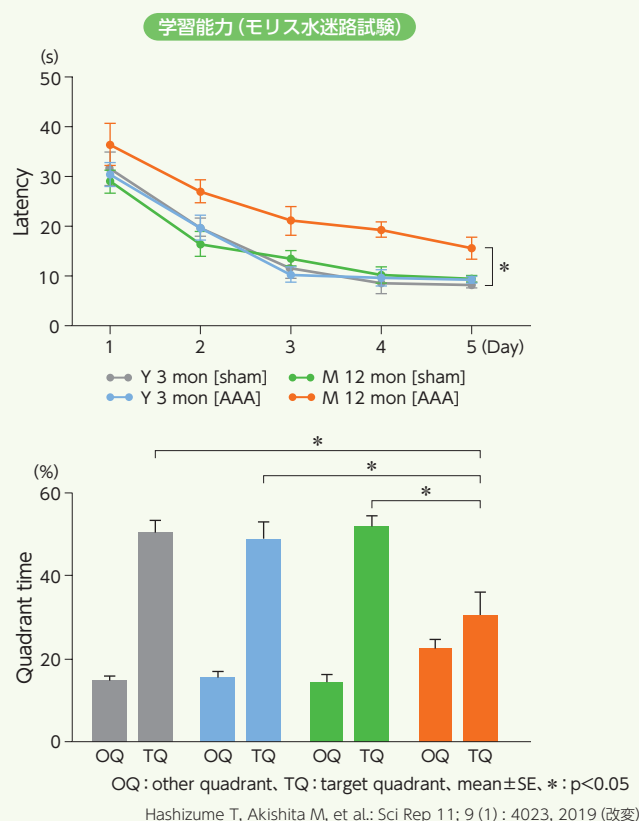 学習能力（モリス水迷路試験）
(s)
50
40
30
20
10
0
Latency
*
1 2 3 4 5 (Day)
Y 3 mon [sham] M 12 mon [sham]
Y 3 mon [AAA] M 12 mon [AAA]
*
*
*
(%)
60
40
20
0
Quadrant time
OQ TQ OQ TQ OQ TQ OQ TQ
OQ：other quadrant、TQ：target quadrant、mean±SE、*：p<0.05
Hashizume T, Akishita M, et al.: Sci Rep 11; 9 (1) : 4023, 2019 (改変)